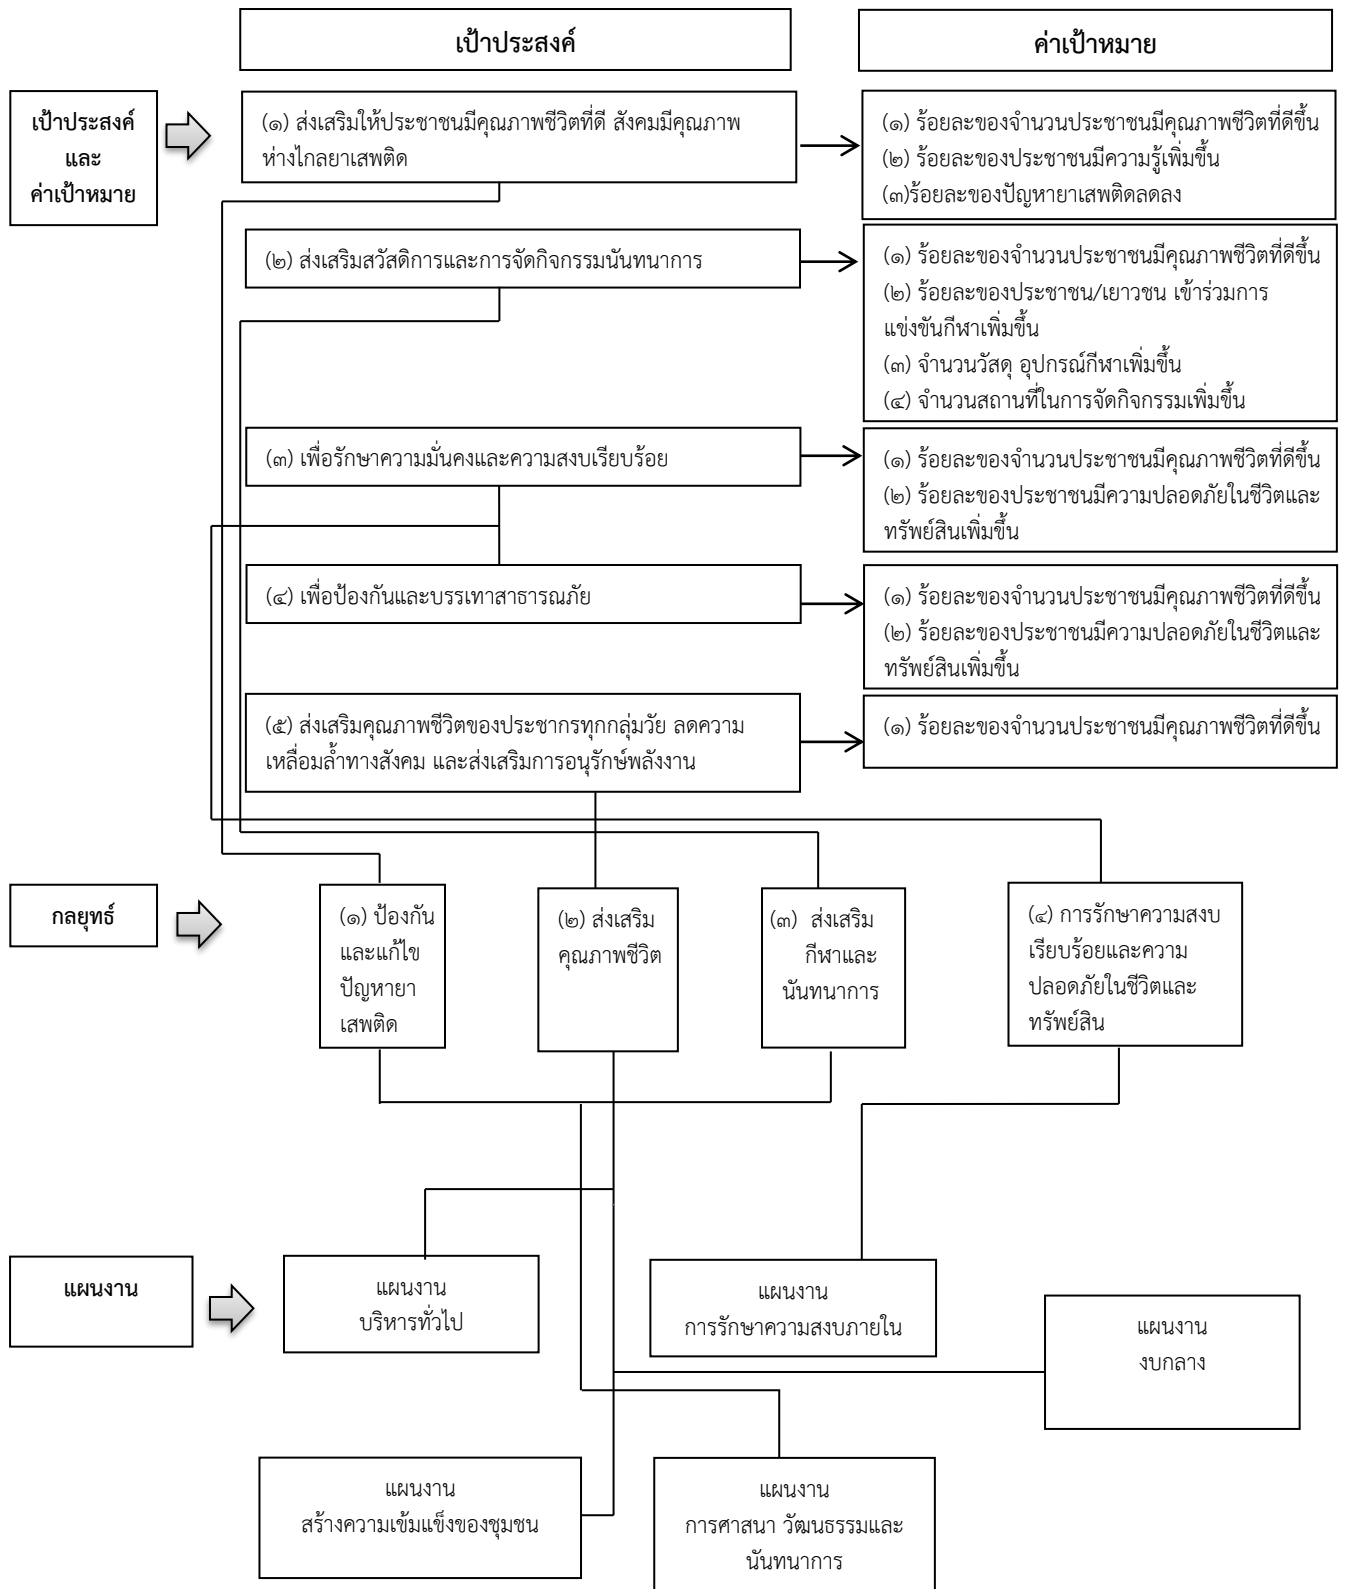 เป้าประสงค์
ค่าเป้าหมาย
เป้าประสงค์
และ
ค่าเป้าหมาย
(๑) ส่งเสริมให้ประชาชนมีคุณภาพชีวิตที่ดี สังคมมีคุณภาพ
ห่างไกลยาเสพติด
(๑) ร้อยละของจำนวนประชาชนมีคุณภาพชีวิตที่ดีขึ้น
(๒) ร้อยละของประชาชนมีความรู้เพิ่มขึ้น
(๓)ร้อยละของปัญหายาเสพติดลดลง
(๒) ส่งเสริมสวัสดิการและการจัดกิจกรรมนันทนาการ
(๑) ร้อยละของจำนวนประชาชนมีคุณภาพชีวิตที่ดีขึ้น
(๒) ร้อยละของประชาชน/เยาวชน เข้าร่วมการ
แข่งขันกีฬาเพิ่มขึ้น
(๓) จำนวนวัสดุ อุปกรณ์กีฬาเพิ่มขึ้น
(๔) จำนวนสถานที่ในการจัดกิจกรรมเพิ่มขึ้น
(๓) เพื่อรักษาความมั่นคงและความสงบเรียบร้อย
(๑) ร้อยละของจำนวนประชาชนมีคุณภาพชีวิตที่ดีขึ้น
(๒) ร้อยละของประชาชนมีความปลอดภัยในชีวิตและ
ทรัพย์สินเพิ่มขึ้น
(๔) เพื่อป้องกันและบรรเทาสาธารณภัย
(๑) ร้อยละของจำนวนประชาชนมีคุณภาพชีวิตที่ดีขึ้น
(๒) ร้อยละของประชาชนมีความปลอดภัยในชีวิตและ
ทรัพย์สินเพิ่มขึ้น
(๕) ส่งเสริมคุณภาพชีวิตของประชากรทุกกลุ่มวัย ลดความ
เหลื่อมล้ำทางสังคม และส่งเสริมการอนุรักษ์พลังงาน
(๑) ร้อยละของจำนวนประชาชนมีคุณภาพชีวิตที่ดีขึ้น
กลยุทธ์
(๑) ป้องกัน
และแก้ไข
ปัญหายา
เสพติด
(๒) ส่งเสริม
คุณภาพชีวิต
(๓) ส่งเสริม
กีฬาและ
นันทนาการ
(๔) การรักษาความสงบ
เรียบร้อยและความ
ปลอดภัยในชีวิตและ
ทรัพย์สิน
แผนงาน
แผนงาน
บริหารทั่วไป
แผนงาน
การรักษาความสงบภายใน
แผนงาน
งบกลาง
แผนงาน
สร้างความเข้มแข็งของชุมชน
แผนงาน
การศาสนา วัฒนธรรมและ
นันทนาการ